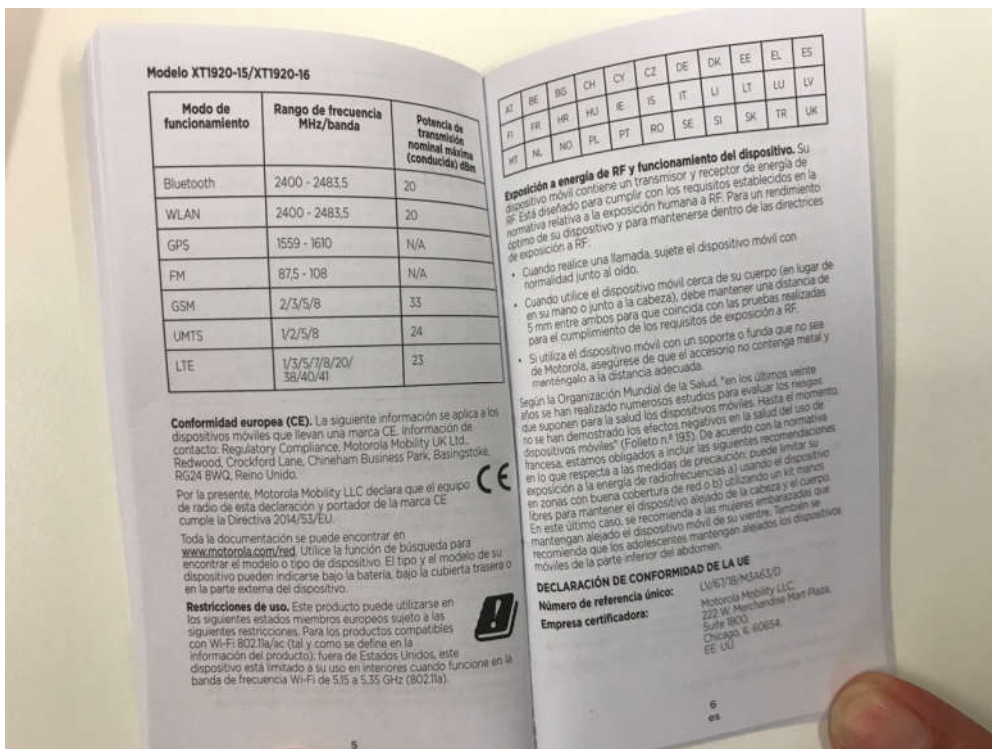 Modelo XT1920-15/XT1920-16
Modo de funcionamiento Rango de frecuencia MHz/banda Potencia de transmisión nominal máxima (conducida) dBm
Bluetooth 2400 - 2483,5 20
WLAN 2400 - 2483,5 20
GPS 1559 - 1610 N/A
FM 87,5 - 108 N/A
GSM 2/3/5/8 33
UMTS 1/2/5/8 24
LTE 1/3/5/7/8/20/ 38/40/41 23
Conformidad europea (CE). La siguiente información se aplica a los
dispositivos móviles que llevan una marca CE. Información de
contacto: Regulatory Compliance, Motorola Mobility UK Ltd.,
Redwood, Crockford Lane, Chineham Business Park, Basingstoke,
RG24 8WQ, Reino Unido.
CE
Por la presente, Motorola Mobility LLC declara que el equipo
de radio de esta declaración y portador de la marca CE
cumple la Directiva 2014/53/EU.
Toda la documentación se puede encontrar en
www.motorola.com/red. Utilice la función de búsqueda para
encontrar el modelo o tipo de dispositivo. El tipo y el modelo de su
dispositivo pueden indicarse bajo la batería, bajo la cubierta trasera o
en la parte externa del dispositivo.
Restricciones de uso. Este producto puede utilizarse en
los siguientes estados miembros europeos sujeto a las
siguientes restricciones. Para los productos compatibles
con Wi-Fi 802.11a/ac (tal y como se define en la
información del producto): fuera de Estados Unidos, este
dispositivo está limitado a su uso en interiores cuando funcione en la
banda de frecuencia Wi-Fi de 5,15 a 5,35 GHz (802.11a).
5
AT BE BG CH CY CZ DE DK EE EL ES
FI FR HR HU IE IS IT LI LT LU LV
MT NL NO PL PT RO SE SI SK TR UK
Exposición a energía de RF y funcionamiento del dispositivo. Su
dispositivo móvil contiene un transmisor y receptor de energía de
RF. Está diseñado para cumplir con los requisitos establecidos en la
normativa relativa a la exposición humana a RF. Para un rendimiento
óptimo de su dispositivo y para mantenerse dentro de las directrices
de exposición a RF:
• Cuando realice una llamada, sujete el dispositivo móvil con
normalidad junto al oído.
• Cuando utilice el dispositivo móvil cerca de su cuerpo (en lugar de
en su mano o junto a la cabeza), debe mantener una distancia de
5 mm entre ambos para que coincida con las pruebas realizadas
para el cumplimiento de los requisitos de exposición a RF.
• Si utiliza el dispositivo móvil con un soporte o funda que no sea
de Motorola, asegúrese de que el accesorio no contenga metal y
manténgalo a la distancia adecuada.
Según la Organización Mundial de la Salud, "en los últimos veinte
años se han realizado numerosos estudios para evaluar los riesgos
que suponen para la salud los dispositivos móviles. Hasta el momento,
no se han demostrado los efectos negativos en la salud del uso de
dispositivos móviles" (Folleto n.º 193). De acuerdo con la normativa
francesa, estamos obligados a incluir las siguientes recomendaciones
en lo que respecta a las medidas de precaución: puede limitar su
exposición a la energía de radiofrecuencias a) usando el dispositivo
en zonas con buena cobertura de red o b) utilizando un kit manos
libres para mantener el dispositivo alejado de la cabeza y el cuerpo.
En este último caso, se recomienda a las mujeres embarazadas que
mantengan alejado el dispositivo móvil de su vientre. También se
recomienda que los adolescentes mantengan alejados los dispositivos
móviles de la parte inferior del abdomen.
DECLARACIÓN DE CONFORMIDAD DE LA UE
Número de referencia único: LV/67/18/M3A63/D
Empresa certificadora: Motorola Mobility LLC
222 W. Merchandise Mart Plaza,
Suite 1800,
Chicago, IL 60654,
EE. UU.
6
es